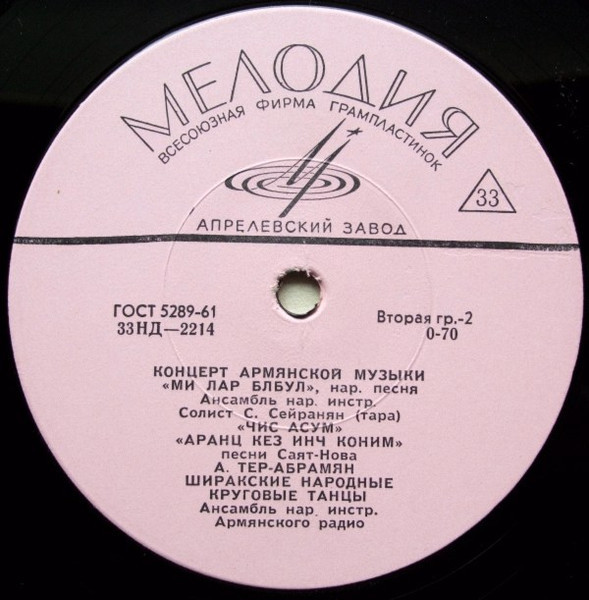 МЕЛОДИЯ
ВСЕСОЮЗНАЯ ФИРМА ГРАМПЛАСТИНОК
33
АПРЕЛЕВСКИЙ ЗАВОД
ГОСТ 5289-61
33НД—2214
Вторая гр.-2
0-70
КОНЦЕРТ АРМЯНСКОЙ МУЗЫКИ
«МИ ЛАР БЛБУЛ», нар. песня
Ансамбль нар. инстр.
Солист С. Сейранян (тара)
«ЧИС АСУМ»
«АРАНЦ КЕЗ ИНЧ КОНИМ»
песни Саят-Нова
А. ТЕР-АБРАМЯН
ШИРАКСКИЕ НАРОДНЫЕ
КРУГОВЫЕ ТАНЦЫ
Ансамбль нар. инстр.
Армянского радио